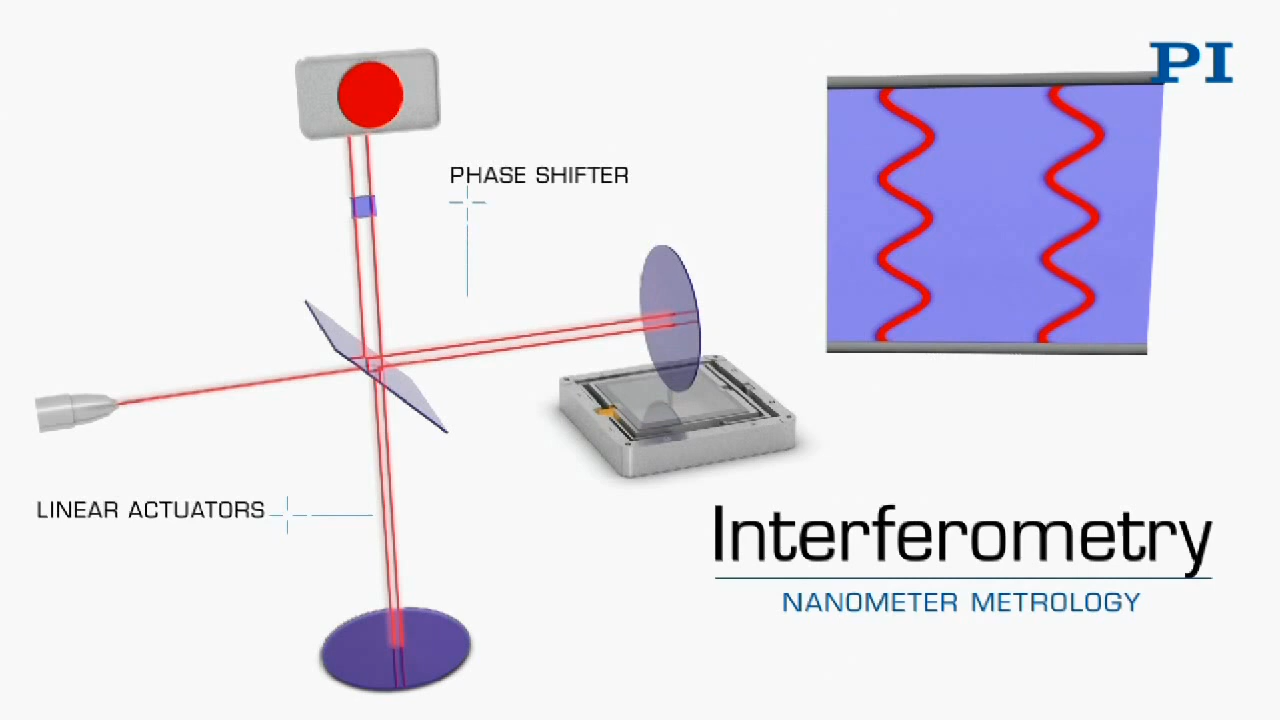 PI
PHASE SHIFTER
LINEAR ACTUATORS
Interferometry
NANOMETER METROLOGY